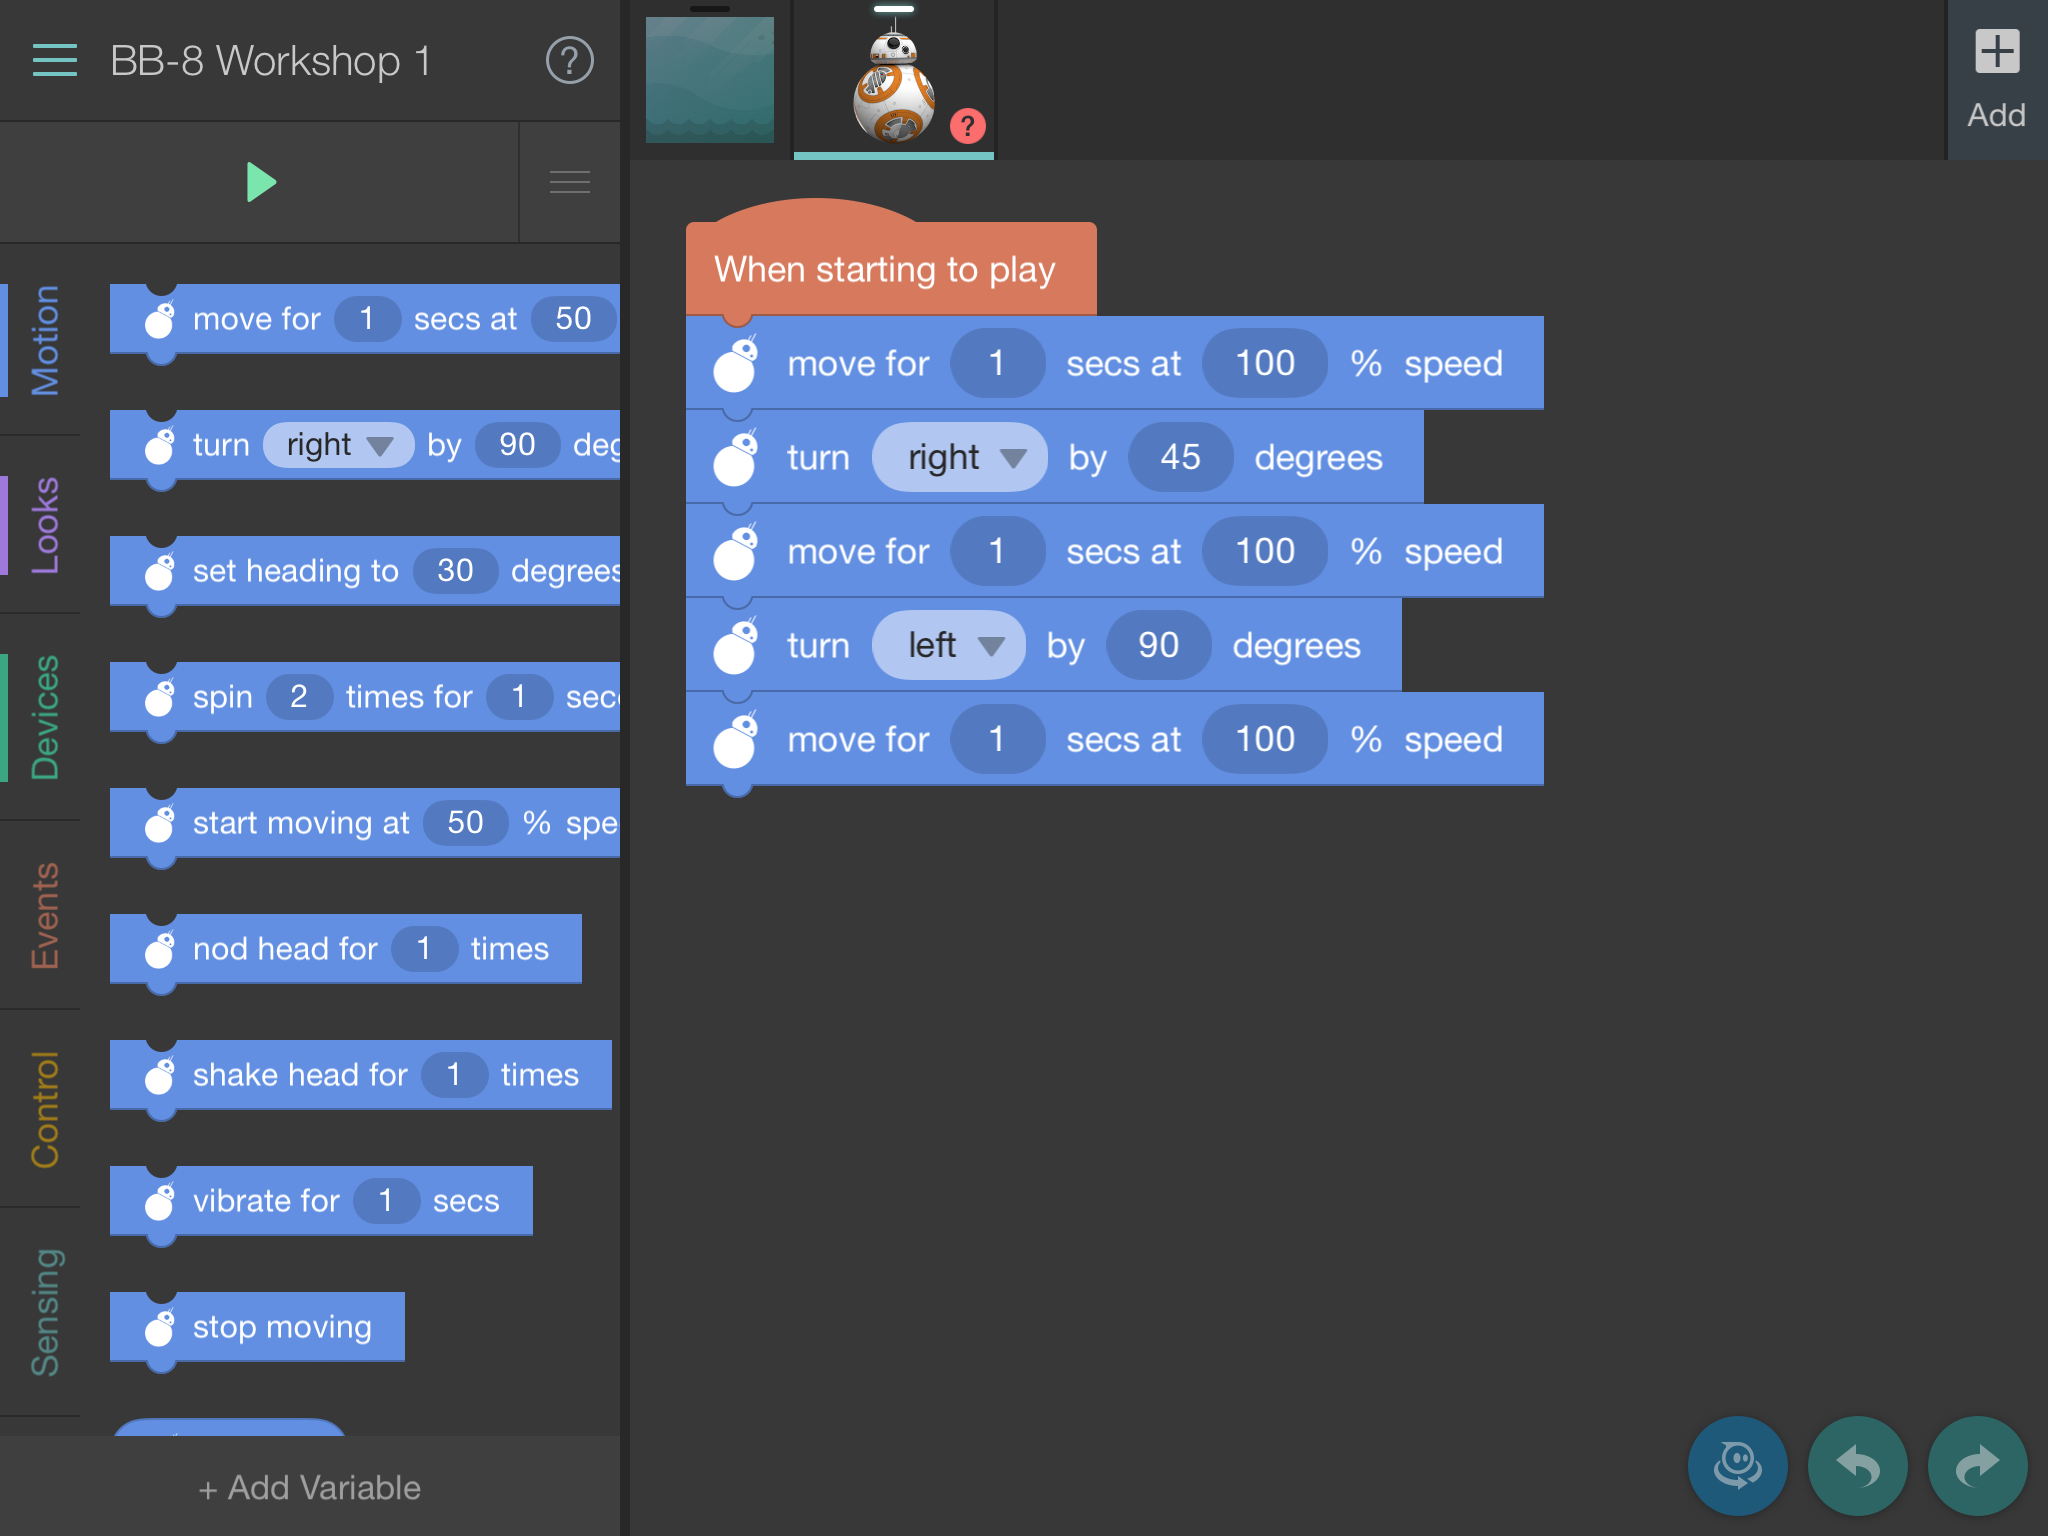 BB-8 Workshop 1
?
?
Add
Motion
Looks
Devices
Events
Control
Sensing
move for 1 secs at 50
turn right by 90 deg
set heading to 30 degrees
spin 2 times for 1 sec
start moving at 50 % spe
nod head for 1 times
shake head for 1 times
vibrate for 1 secs
stop moving
+ Add Variable
When starting to play
move for 1 secs at 100 % speed
turn right by 45 degrees
move for 1 secs at 100 % speed
turn left by 90 degrees
move for 1 secs at 100 % speed